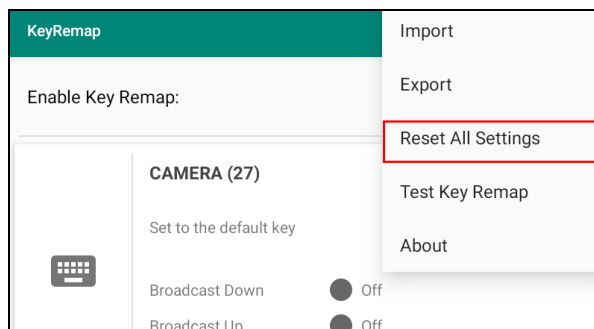 KeyRemap
Enable Key Remap:
CAMERA (27)
Set to the default key
Broadcast Down Off
Broadcast Up Off
Import
Export
Reset All Settings
Test Key Remap
About